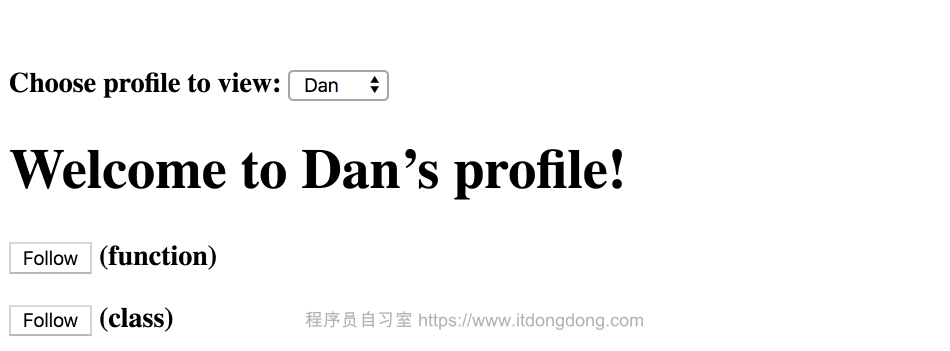 Choose profile to view: Dan
Welcome to Dan’s profile!
Follow (function)
Follow (class) 程序员自习室 https://www.itdongdong.com